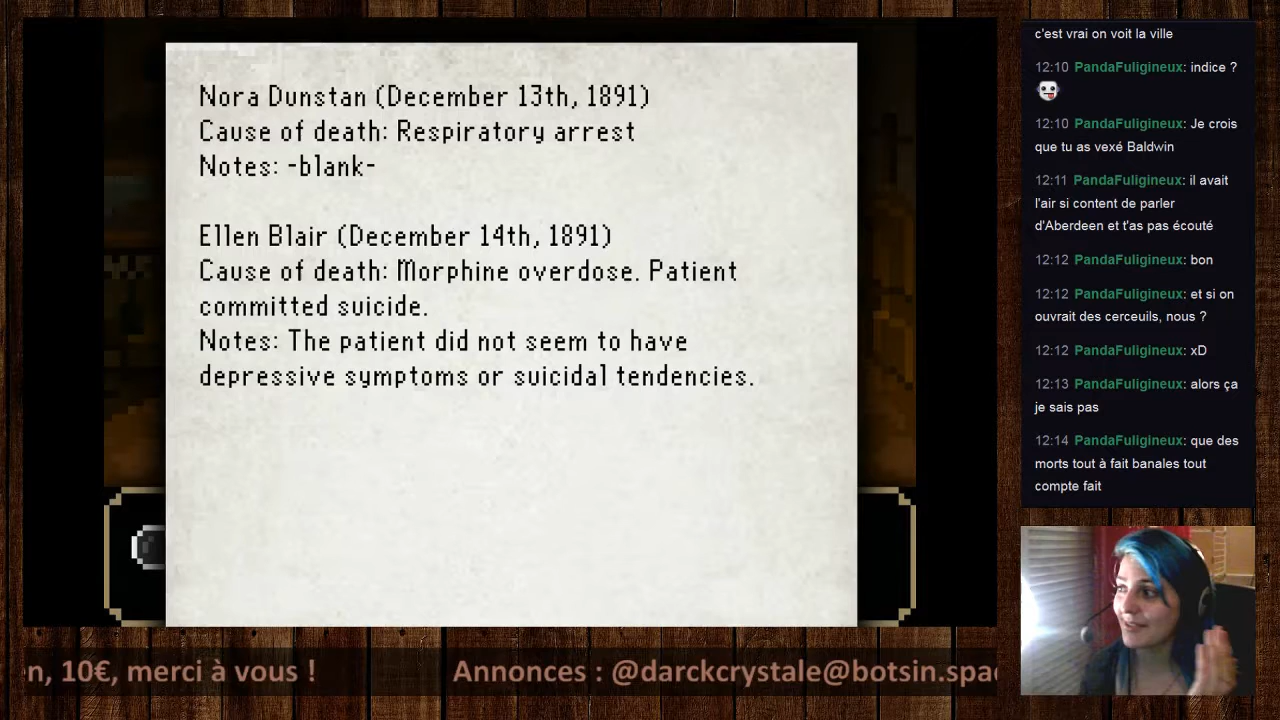 Nora Dunstan (December 13th, 1891)
Cause of death: Respiratory arrest
Notes: -blank-
Ellen Blair (December 14th, 1891)
Cause of death: Morphine overdose. Patient
committed suicide.
Notes: The patient did not seem to have
depressive symptoms or suicidal tendencies.
c'est vrai on voit la ville
12:10 PandaFuligineux: indice ?
12:10 PandaFuligineux: Je crois
que tu as vexé Baldwin
12:11 PandaFuligineux: il avait
l'air si content de parler
d'Aberdeen et t'as pas écouté
12:12 PandaFuligineux: bon
12:12 PandaFuligineux: et si on
ouvrait des cerceuils, nous ?
12:12 PandaFuligineux: xD
12:13 PandaFuligineux: alors ça
je sais pas
12:14 PandaFuligineux: que des
morts tout à fait banales tout
compte fait
n, 10€, merci à vous ! Annonces : @darckcrystale@botsin.spa